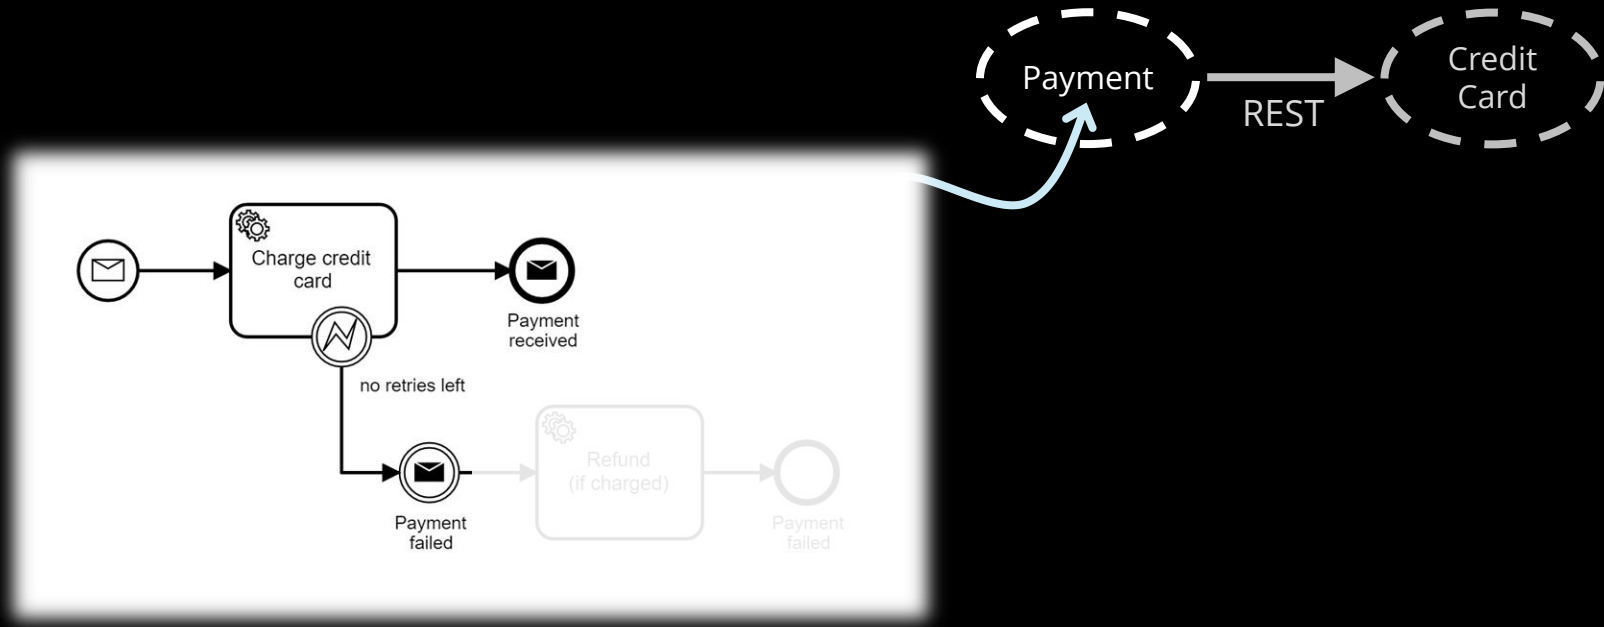 Payment
REST
Credit
Card
Charge credit
card
Payment
received
no retries left
Refund
(if charged)
Payment
failed
Payment
failed